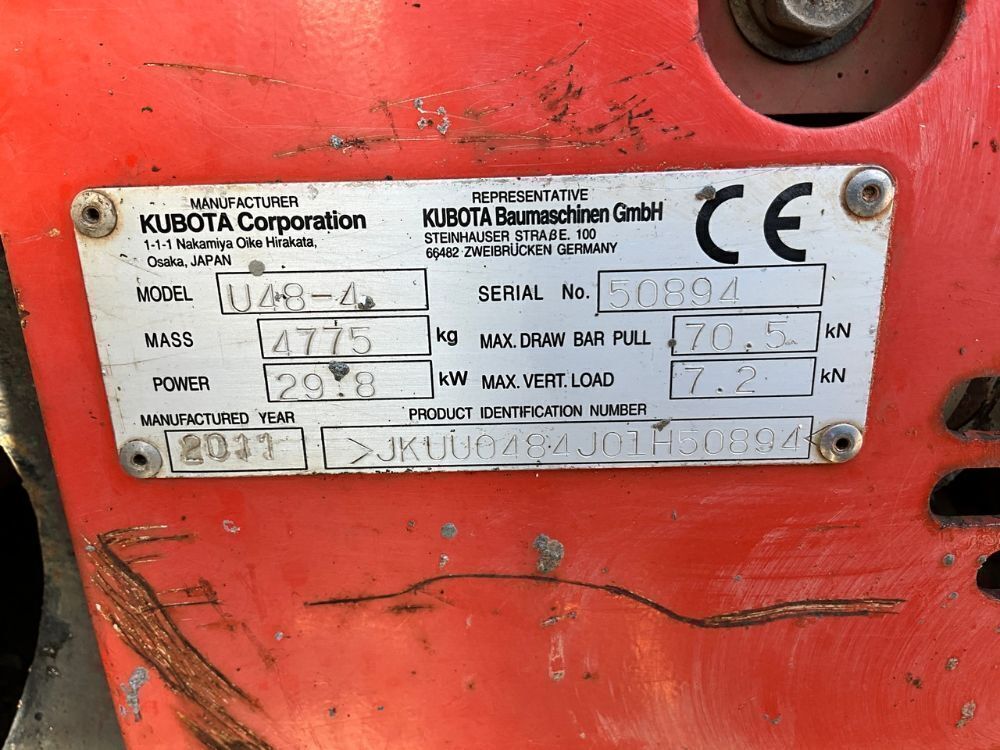 MANUFACTURER
KUBOTA Corporation
1-1-1 Nakamiya Oike Hirakata,
Osaka, JAPAN
REPRESENTATIVE
KUBOTA Baumaschinen GmbH
STEINHAUSER STRAßE. 100
66482 ZWEIBRÜCKEN GERMANY
CE
MODEL U48-4
SERIAL No. 50894
MASS 4775 kg
MAX. DRAW BAR PULL 70.5 kN
POWER 29.8 kW
MAX. VERT. LOAD 7.2 kN
MANUFACTURED YEAR
2011
PRODUCT IDENTIFICATION NUMBER
>JKUU0484J01H50894<